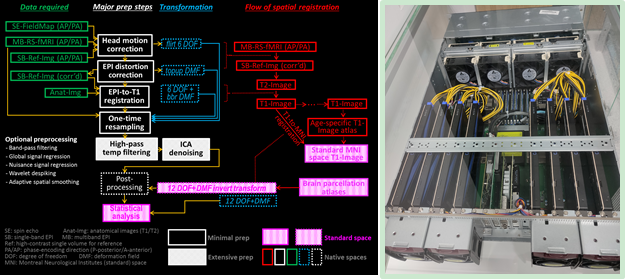 Data required
Major prep steps
Transformation
Flow of spatial registration
SE-FieldMap (AP/PA)
MB-RS-fMRI (AP/PA)
SB-Ref-Img (AP/PA)
SB-Ref-Img (corr'd)
Anat-Img
Head motion
correction
EPI distortion
correction
EPI-to-T1
registration
One-time
resampling
High-pass
temp filtering
ICA
denoising
Post-
processing
Statistical
analysis
flirt 6 DOF
topup DMF
6 DOF +
bbr DMF
MB-RS-fMRI (AP/PA)
SB-Ref-Img (corr'd)
T2-Image
T1-Image
T1-Image
Age-specific T1-
Image atlas
T1-to-MNI
registration
Standard MNI
space T1-Image
12 DOF+DMF invert transform
Brain parcellation
atlases
12 DOF+DMF
Optional preprocessing
- Band-pass filtering
- Global signal regression
- Nuisance signal regression
- Wavelet despiking
- Adaptive spatial smoothing
SE: spin echo Anat-Img: anatomical images (T1/T2)
SB: single-band EPI MB: multiband EPI
Ref: high-contrast single volume for reference
PA/AP: phase-encoding direction (P-posterior/A-anterior)
DOF: degree of freedom DMF: deformation field
MNI: Montreal Neurological Institutes (standard) space
Minimal prep
Extensive prep
Standard space
Native spaces